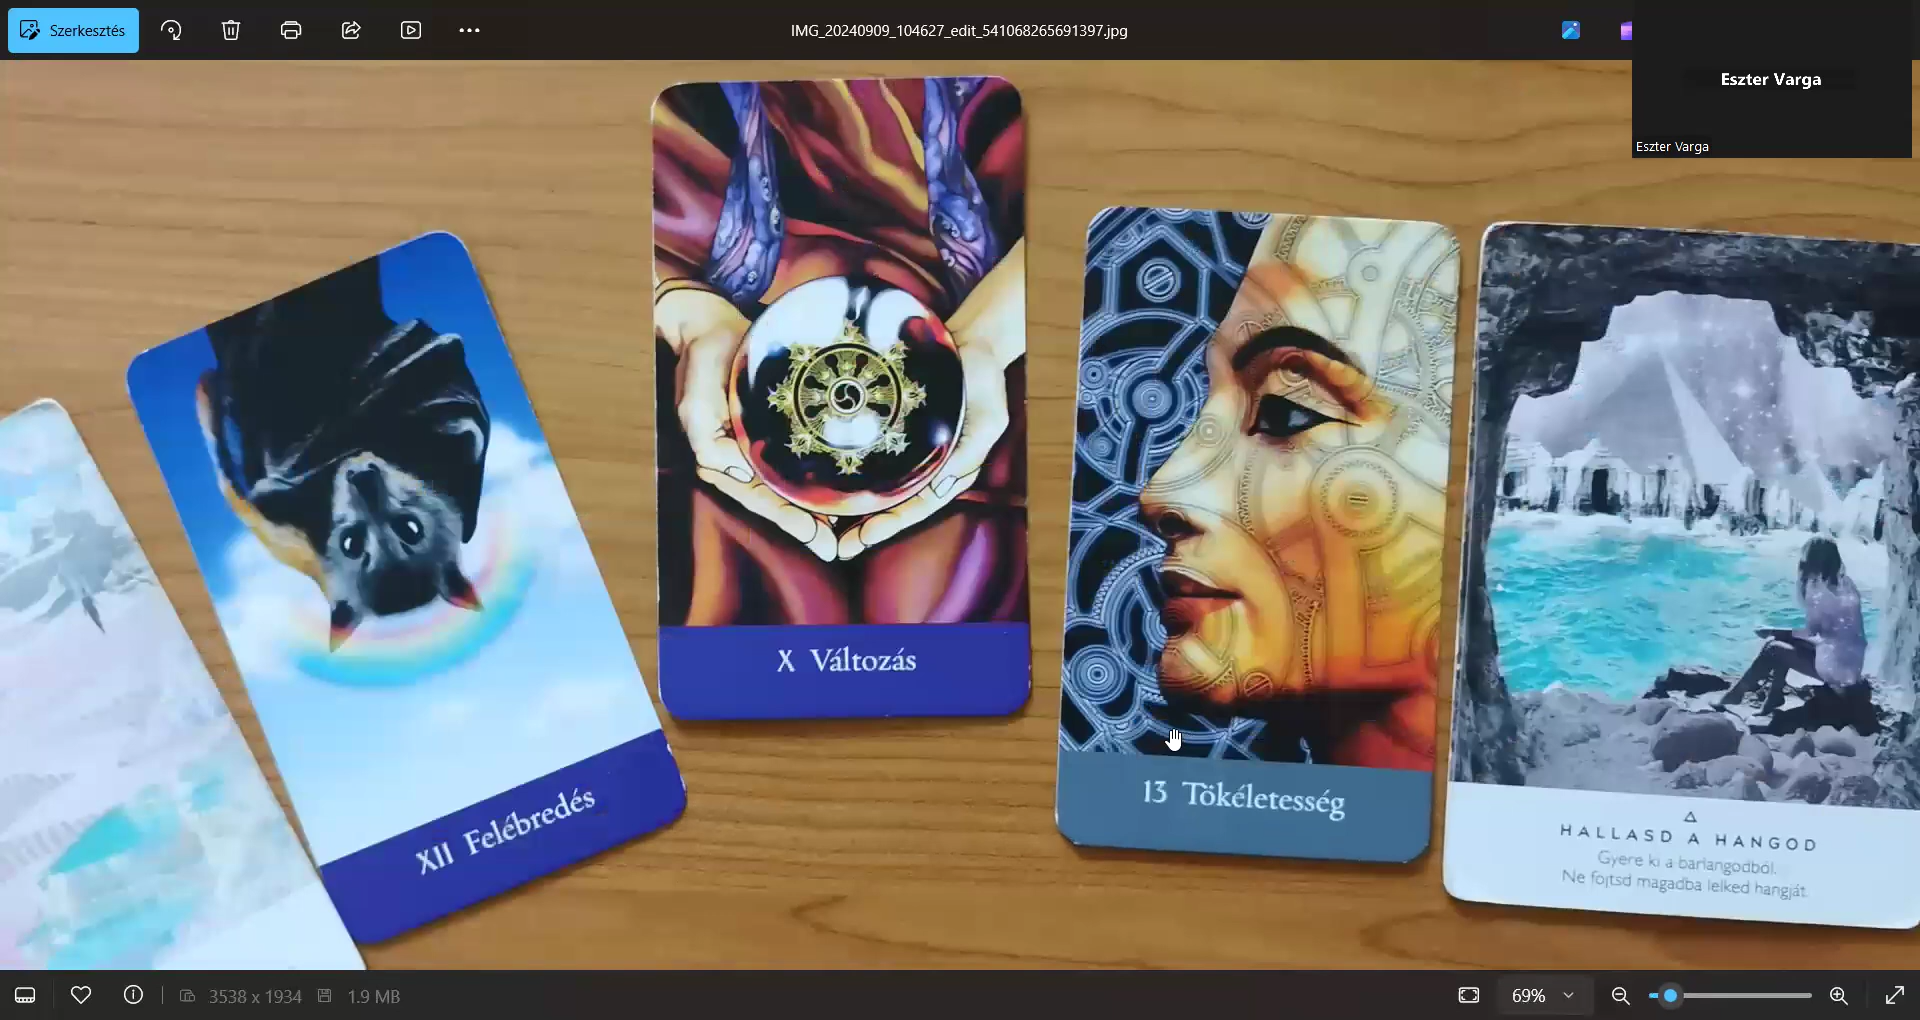 Szerkesztés
IMG_20240909_104627_edit_541068265691397.jpg
Eszter Varga
Eszter Varga
XII Felébredés
X Változás
13 Tökéletesség
HALLASD A HANGOD
Gyere ki a barlangodból.
Ne fojtsd magadba lelked hangját.
3538 x 1934
1.9 MB
69%